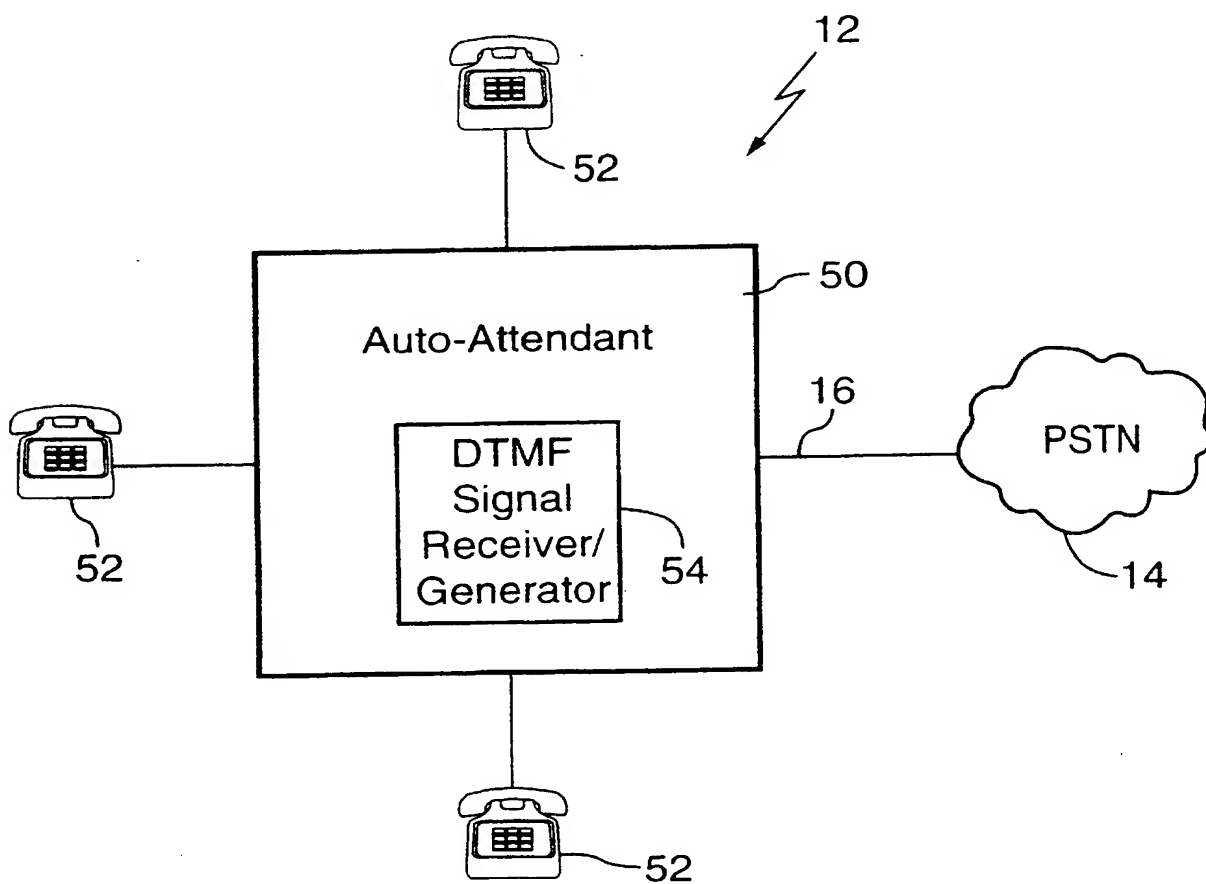 12
52
50
Auto-Attendant
16
PSTN
DTMF
Signal
Receiver/
Generator
54
52
14
52